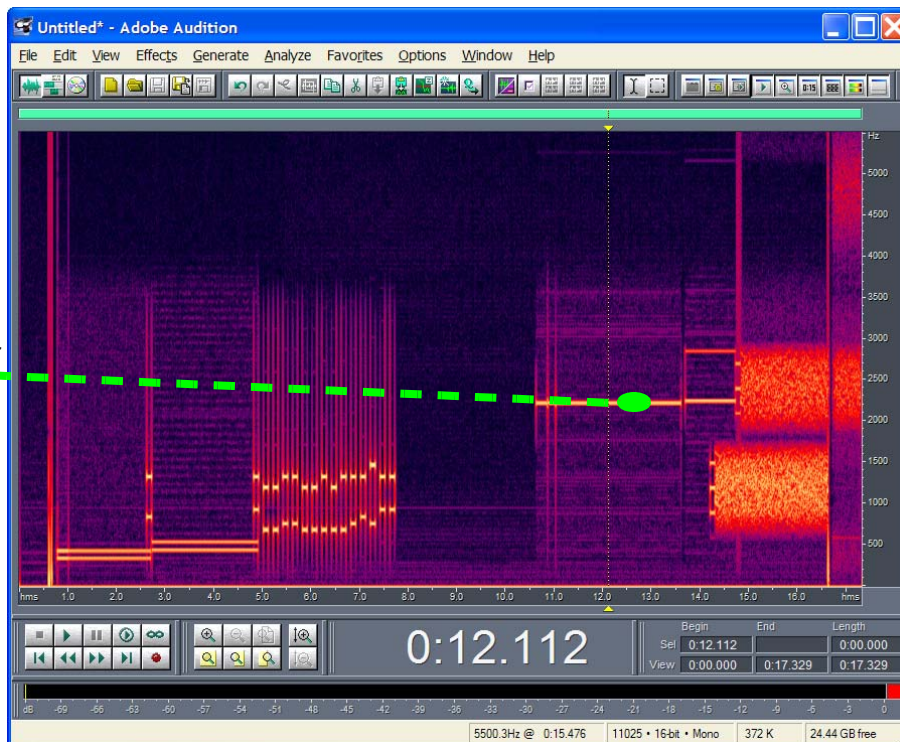 Untitled* - Adobe Audition
File Edit View Effects Generate Analyze Favorites Options Window Help
Hz
5000
4500
4000
3500
3000
2500
2000
1500
1000
500
hms 1.0 2.0 3.0 4.0 5.0 6.0 7.0 8.0 9.0 10.0 11.0 12.0 13.0 14.0 15.0 16.0 hms
0:12.112
Begin End Length
Sel 0:12.112 0:00.000
View 0:00.000 0:17.329 0:17.329
dB -69 -66 -63 -60 -57 -54 -51 -48 -45 -42 -39 -36 -33 -30 -27 -24 -21 -18 -15 -12 -9 -6 -3 0
5500.3Hz @ 0:15.476 11025 • 16-bit • Mono 372 K 24.44 GB free